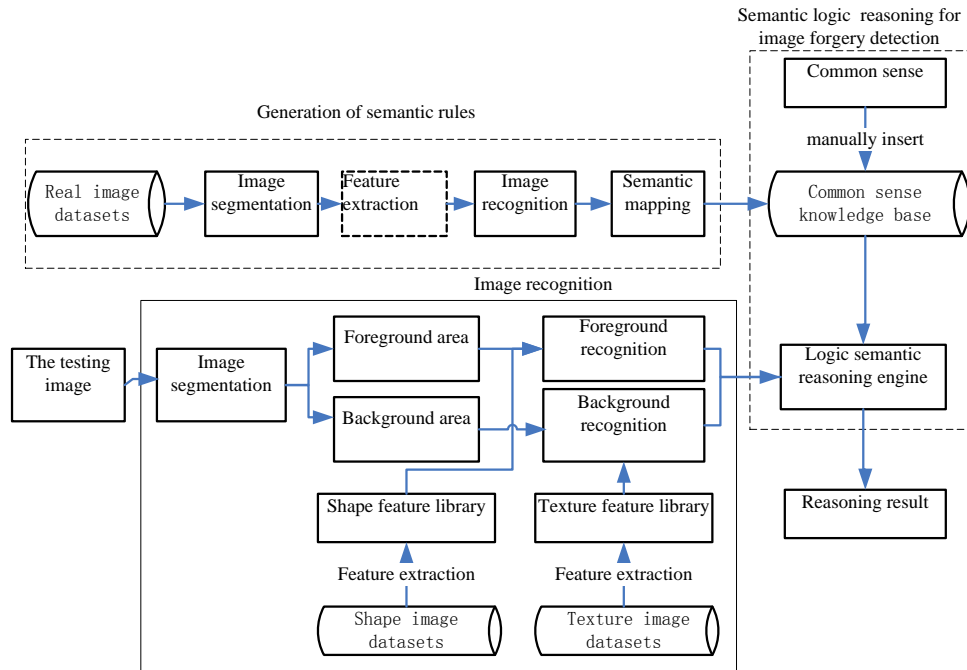 Semantic logic reasoning for
image forgery detection
Common sense
manually insert
Generation of semantic rules
Real image
datasets
Image
segmentation
Feature
extraction
Image
recognition
Semantic
mapping
Common sense
knowledge base
Image recognition
The testing
image
Image
segmentation
Foreground area
Background area
Foreground
recognition
Background
recognition
Logic semantic
reasoning engine
Shape feature library
Texture feature library
Reasoning result
Feature extraction
Feature extraction
Shape image
datasets
Texture image
datasets